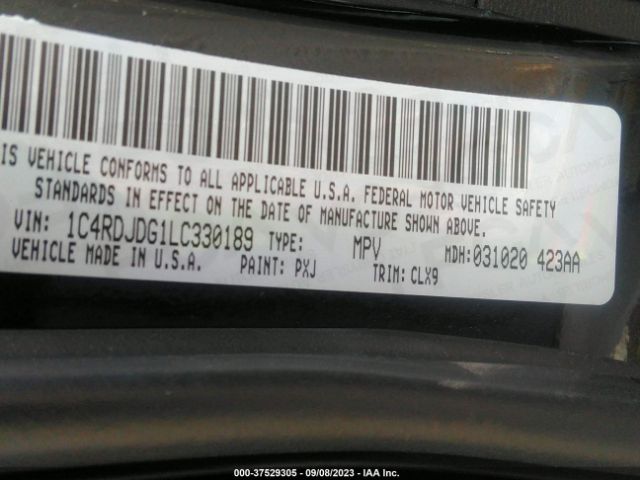 IS VEHICLE CONFORMS TO ALL APPLICABLE U.S.A. FEDERAL MOTOR VEHICLE SAFETY
STANDARDS IN EFFECT ON THE DATE OF MANUFACTURE SHOWN ABOVE.
VIN: 1C4RDJDG1LC330189 TYPE: MPV MDH:031020 423AA
VEHICLE MADE IN U.S.A. PAINT: PXJ TRIM: CLX9
000-37529305 - 09/08/2023 - IAA Inc.